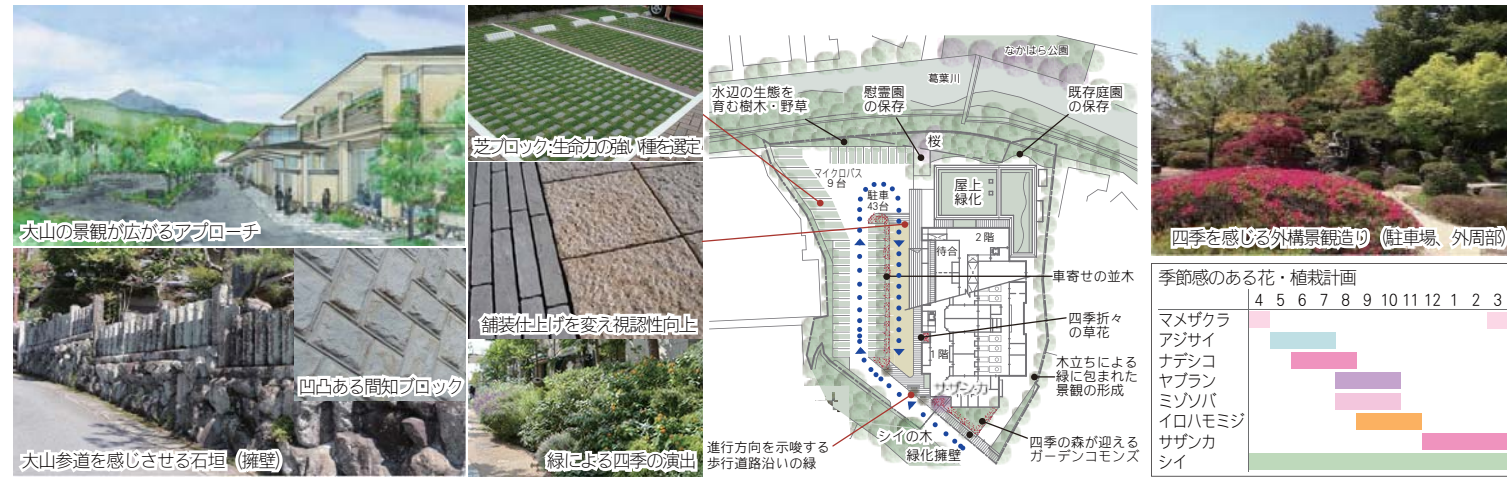 大山の景観が広がるアプローチ
芝ブロック:生命力の強い種を選定
舗装仕上げを変え視認性向上
凹凸ある間知ブロック
大山参道を感じさせる石垣（擁壁）
緑による四季の演出
なかはら公園
葛葉川
水辺の生態を
育む樹木・野草
慰霊園
の保存
既存庭園
の保存
桜
マイクロバス
9台
駐車
43台
屋上
緑化
2階
待合
車寄せの並木
四季折々
の草花
1階
木立ちによる
緑に包まれた
景観の形成
サザンカ
シイの木
進行方向を示唆する
歩行道路沿いの緑
緑化擁壁
四季の森が迎える
ガーデンコモンズ
四季を感じる外構景観造り（駐車場、外周部）
季節感のある花・植栽計画
4 5 6 7 8 9 10 11 12 1 2 3
マメザクラ
アジサイ
ナデシコ
ヤブラン
ミゾソバ
イロハモミジ
サザンカ
シイ